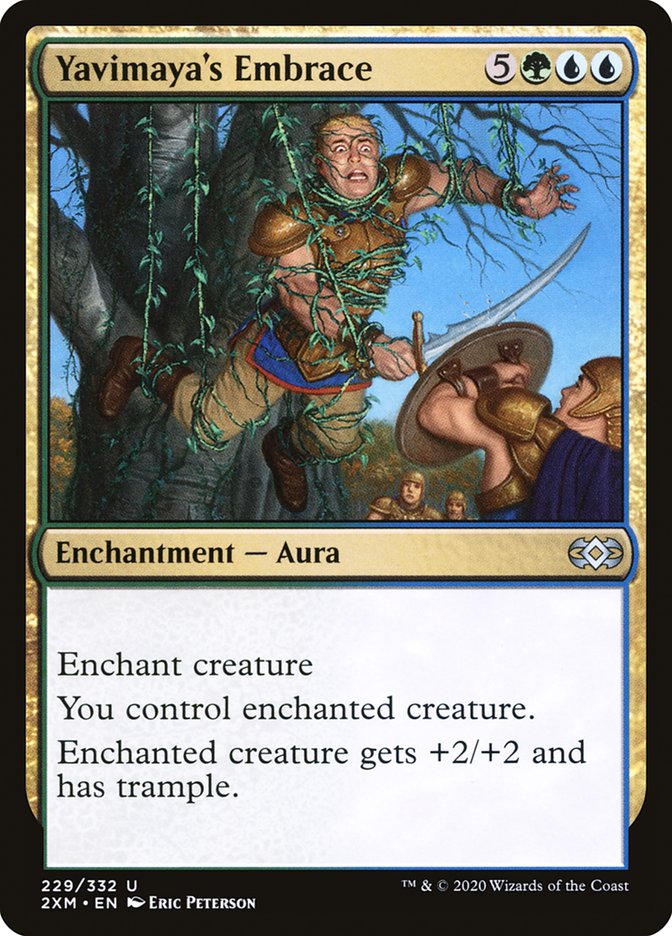 Yavimaya's Embrace 5
Enchantment — Aura
Enchant creature
You control enchanted creature.
Enchanted creature gets +2/+2 and
has trample.
229/332 U
2XM • EN Eric Peterson
™ & © 2020 Wizards of the Coast